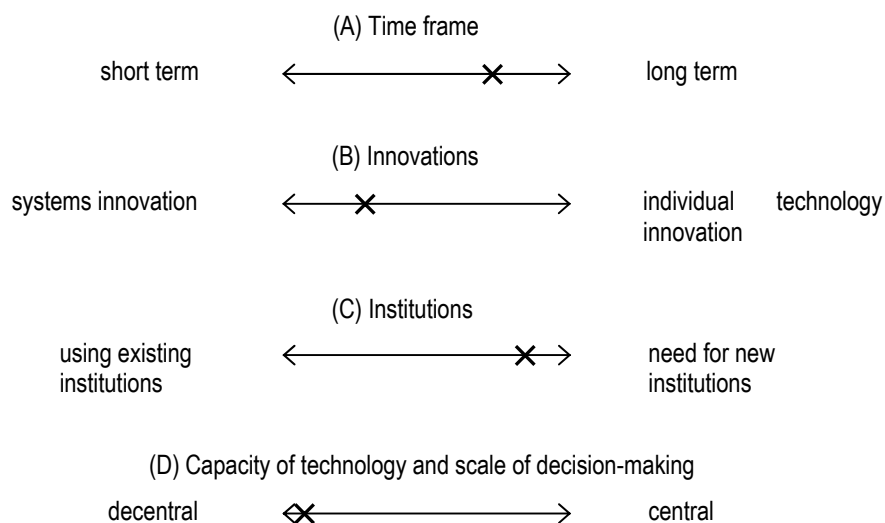 (A) Time frame
short term long term
(B) Innovations
systems innovation individual technology
innovation
(C) Institutions
using existing need for new
institutions institutions
(D) Capacity of technology and scale of decision-making
decentral central